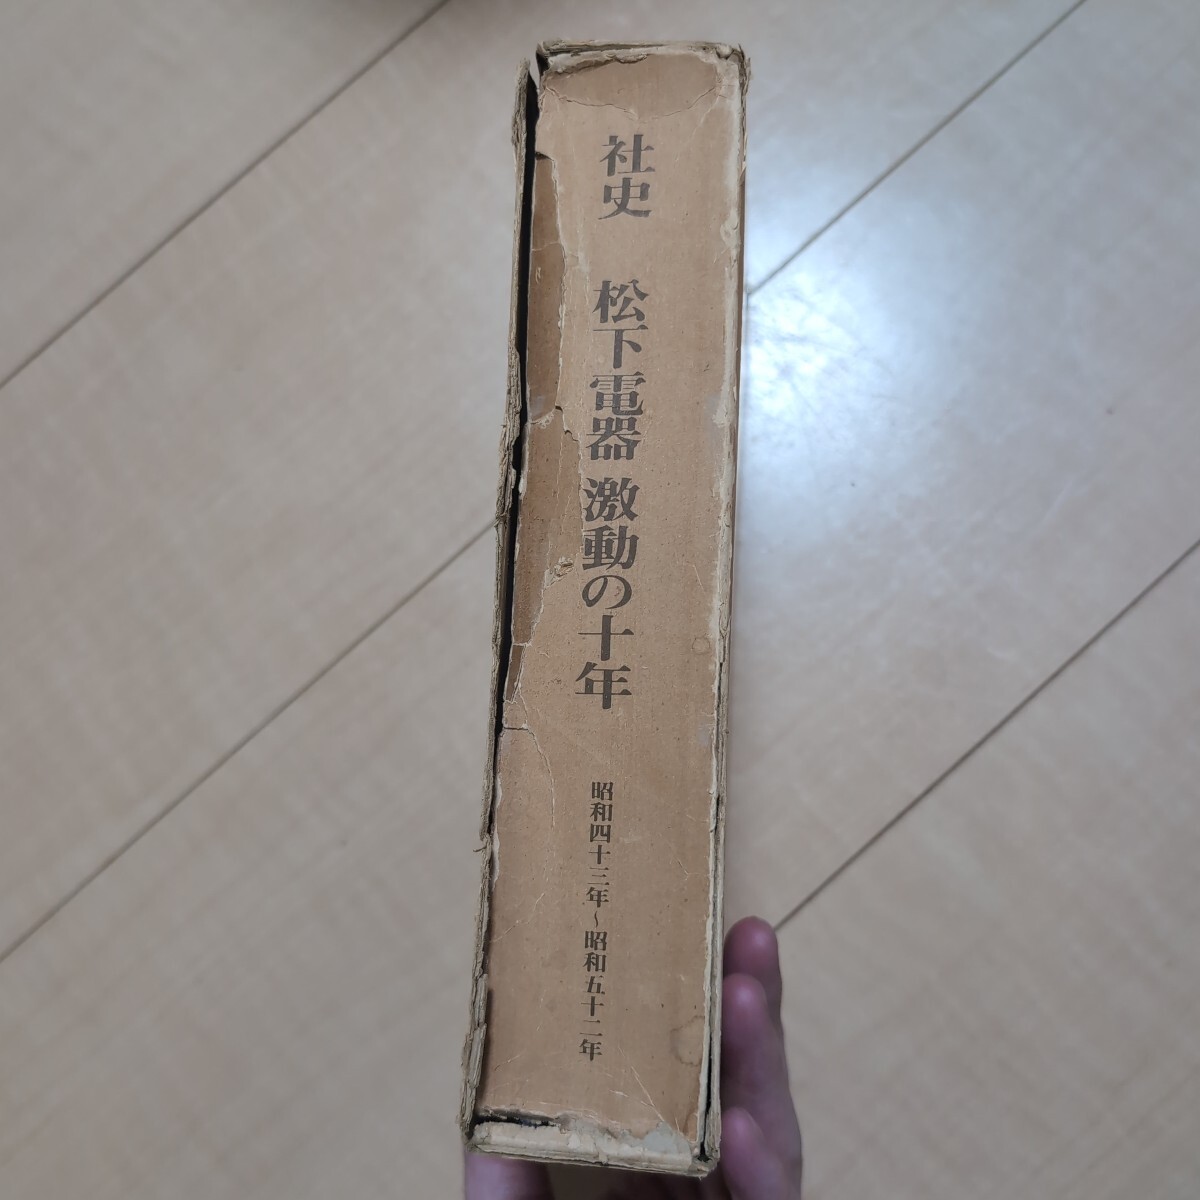 社史 松下電器 激動の十年
昭和四十三年~昭和五十二年